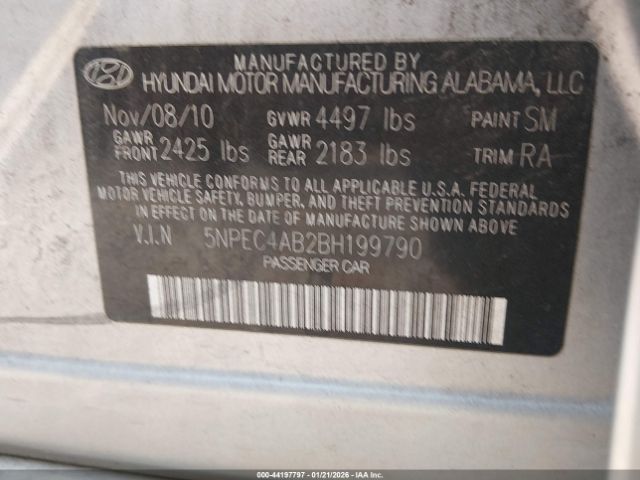 MANUFACTURED BY
HYUNDAI MOTOR MANUFACTURING ALABAMA, LLC
Nov/08/10 GVWR 4497 lbs PAINT SM
GAWR FRONT 2425 lbs GAWR REAR 2183 lbs TRIM RA
THIS VEHICLE CONFORMS TO ALL APPLICABLE U.S.A. FEDERAL
MOTOR VEHICLE SAFETY, BUMPER, AND THEFT PREVENTION STANDARDS
IN EFFECT ON THE DATE OF MANUFACTURE SHOWN ABOVE.
V.I.N 5NPEC4AB2BH199790
PASSENGER CAR
000-44197797 - 01/21/2026 - IAAI.COM